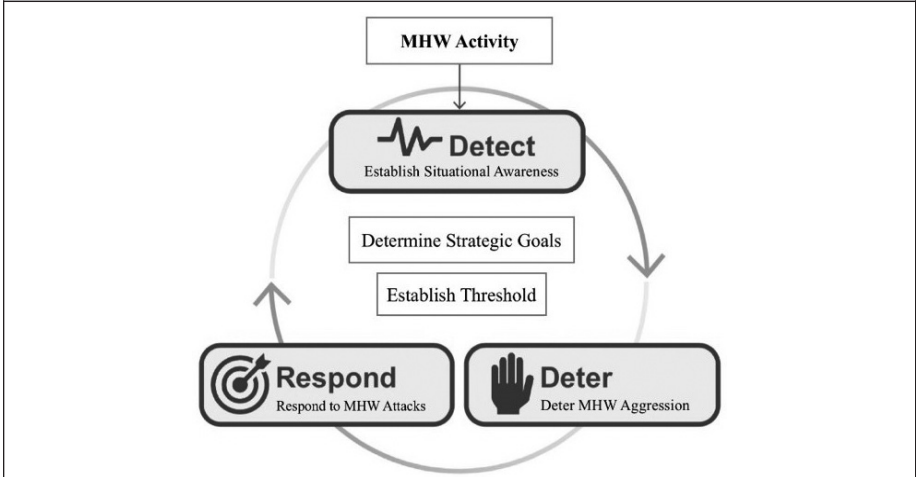 MHW Activity
Detect
Establish Situational Awareness
Determine Strategic Goals
Establish Threshold
Respond
Respond to MHW Attacks
Deter
Deter MHW Aggression